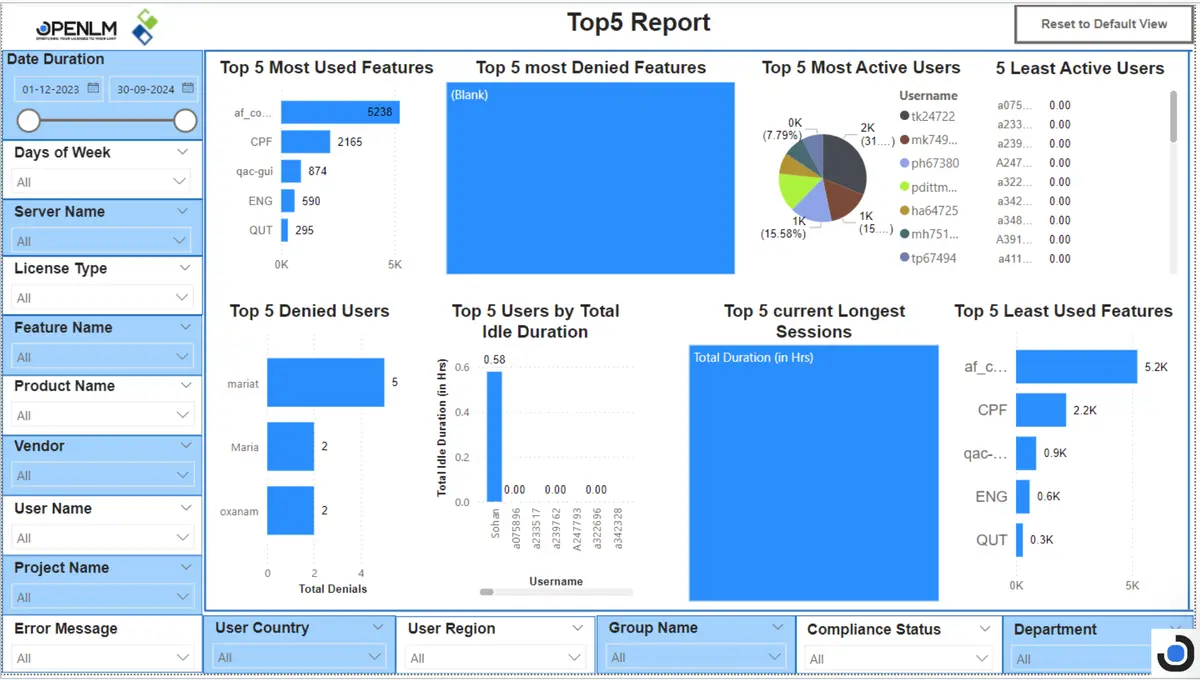 OPENLM
Top5 Report
Reset to Default View
Date Duration
01-12-2023
30-09-2024
Days of Week
All
Server Name
All
License Type
All
Feature Name
All
Product Name
All
Vendor
All
User Name
All
Project Name
All
Error Message
All
Top 5 Most Used Features
af_co... 5238
CPF 2165
qac-gui 874
ENG 590
QUT 295
0K 5K
Top 5 most Denied Features
(Blank)
Top 5 Most Active Users
0K
(7.79%)
2K
(31....)
1K
(15....)
1K
(15.58%)
Username
tk24722
mk749...
ph67380
pdittm...
ha64725
mh751...
tp67494
5 Least Active Users
a075... 0.00
a233... 0.00
a239... 0.00
A247... 0.00
a322... 0.00
a342... 0.00
a348... 0.00
A391... 0.00
a411... 0.00
Top 5 Denied Users
mariat 5
Maria 2
oxanam 2
0 2 4
Total Denials
Top 5 Users by Total
Idle Duration
Total Idle Duration (in Hrs)
0.6
0.4
0.2
0.0
0.58
0.00 0.00 0.00
Sohan
a075896
a233517
a239762
A247793
a322696
a342328
Username
Top 5 current Longest
Sessions
Total Duration (in Hrs)
Top 5 Least Used Features
af_c... 5.2K
CPF 2.2K
qac-... 0.9K
ENG 0.6K
QUT 0.3K
0K 5K
User Country
All
User Region
All
Group Name
All
Compliance Status
All
Department
All